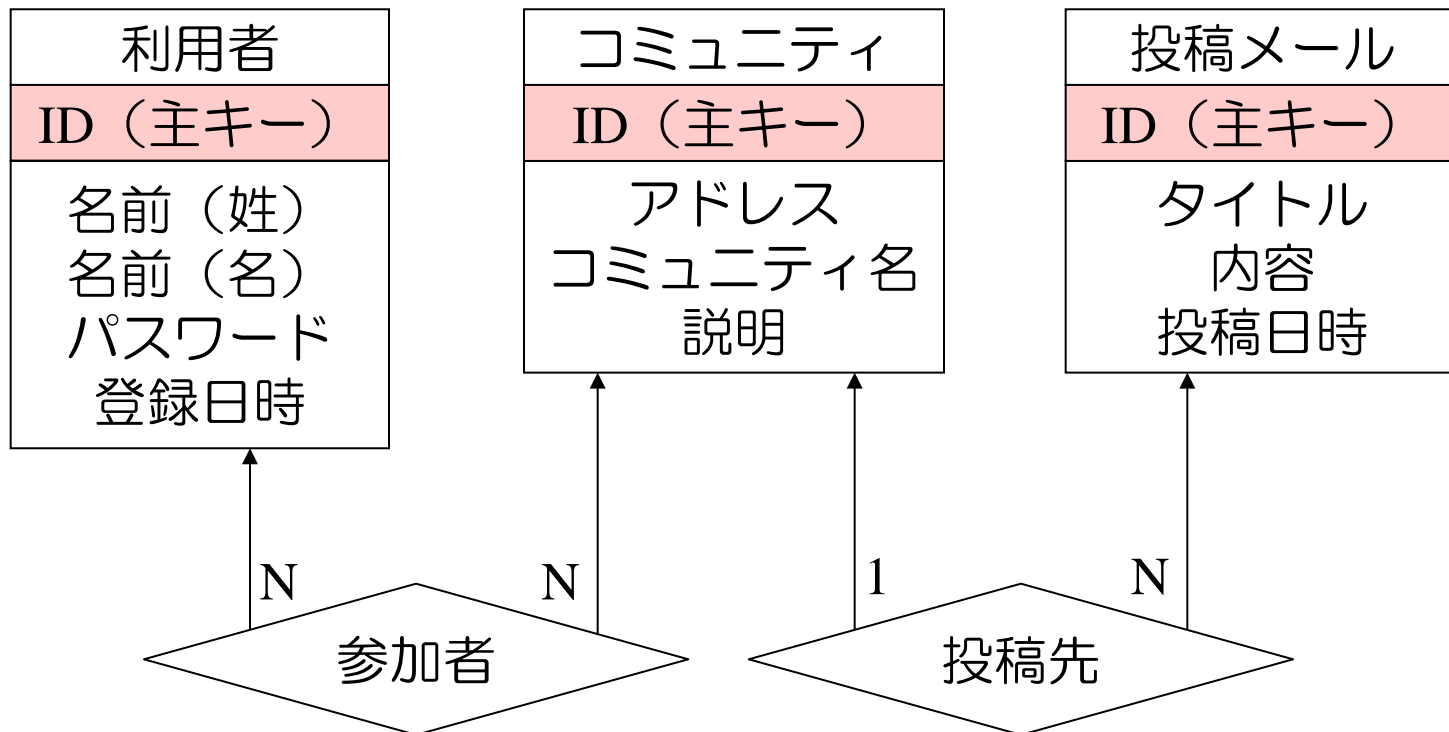 利用者
ID（主キー）
名前（姓）
名前（名）
パスワード
登録日時
コミュニティ
ID（主キー）
アドレス
コミュニティ名
説明
投稿メール
ID（主キー）
タイトル
内容
投稿日時
N
N
1
N
参加者
投稿先